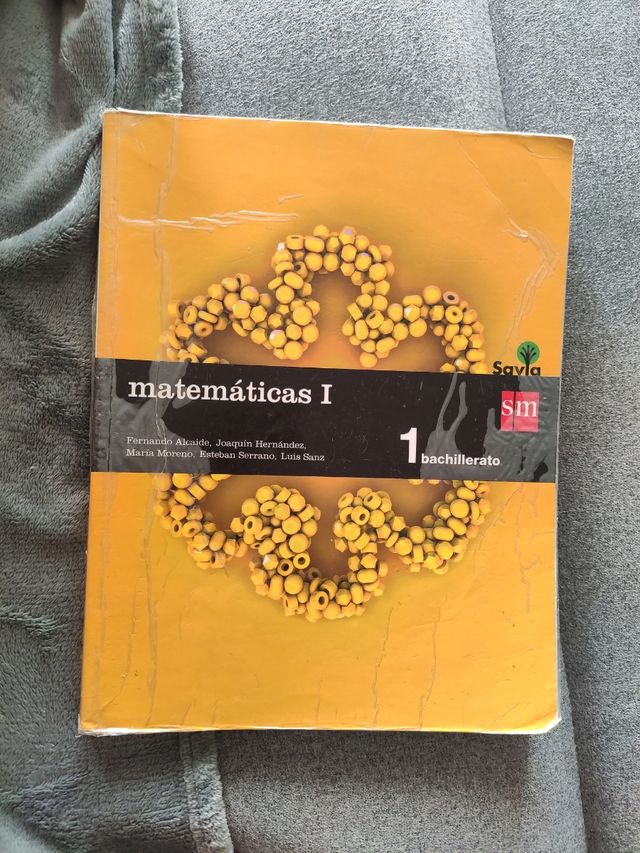 Savia
sm
matemáticas I
Fernando Alcaide, Joaquín Hernández,
María Moreno, Esteban Serrano, Luis Sanz
1 bachillerato